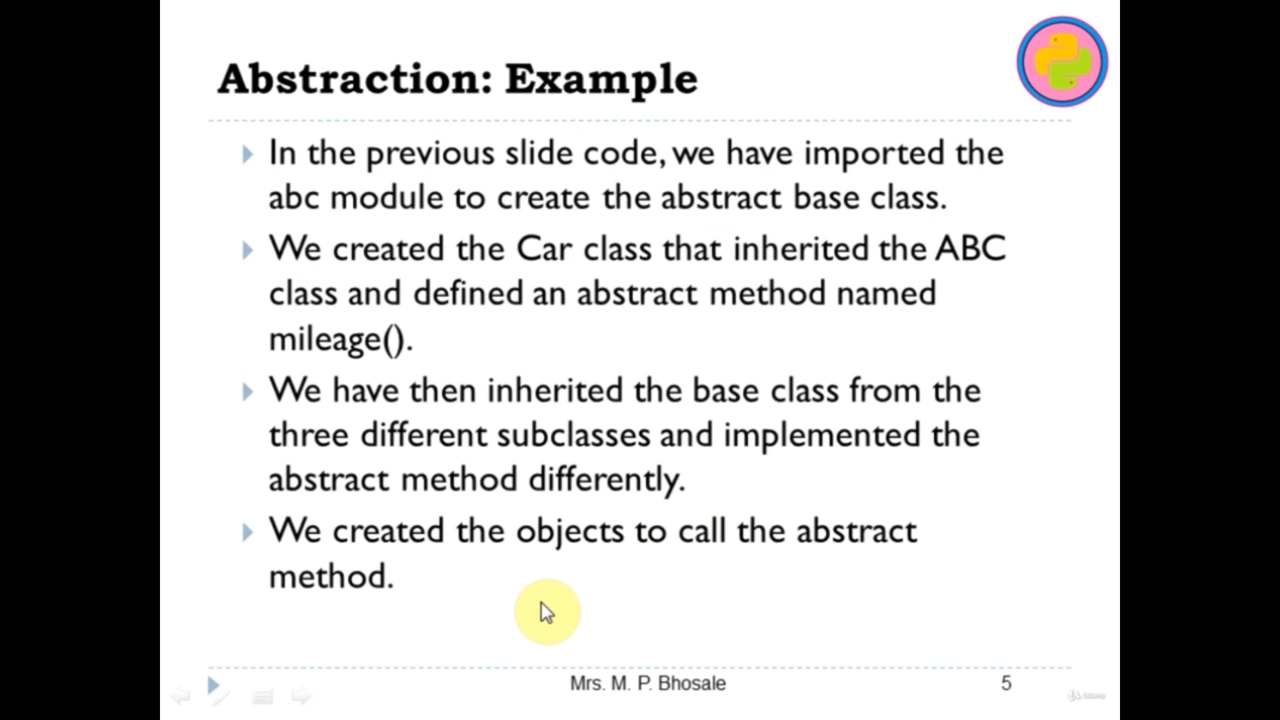 Abstraction: Example
In the previous slide code, we have imported the
abc module to create the abstract base class.
We created the Car class that inherited the ABC
class and defined an abstract method named
mileage().
We have then inherited the base class from the
three different subclasses and implemented the
abstract method differently.
We created the objects to call the abstract
method.
Mrs. M. P. Bhosale
5
Udemy